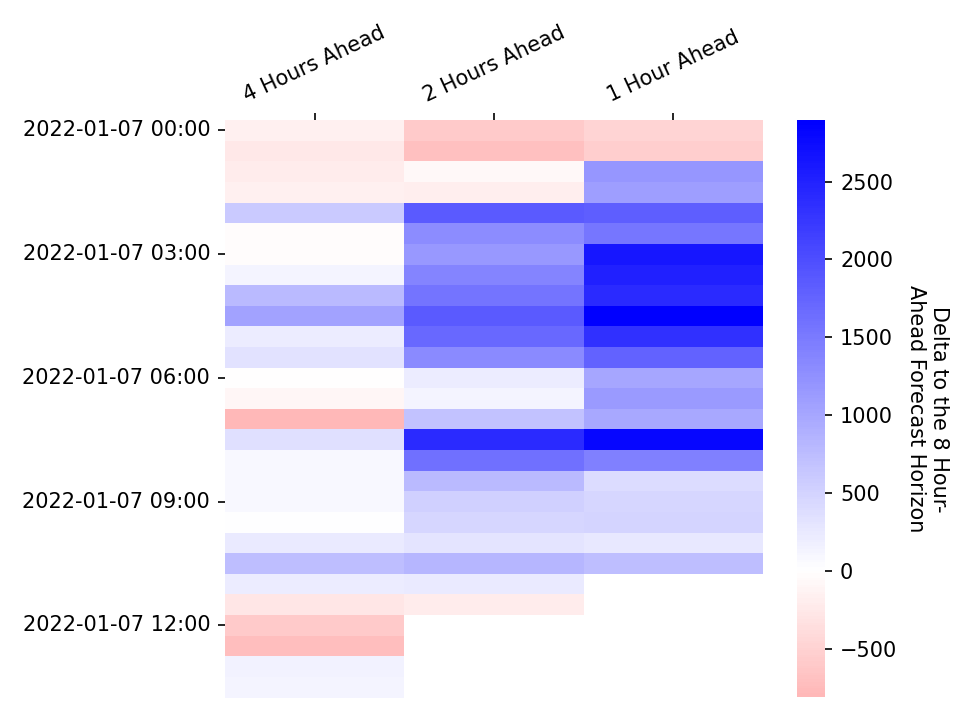 4 Hours Ahead
2 Hours Ahead
1 Hour Ahead
2022-01-07 00:00
2022-01-07 03:00
2022-01-07 06:00
2022-01-07 09:00
2022-01-07 12:00
2500
2000
1500
1000
500
0
−500
Delta to the 8 Hour-
Ahead Forecast Horizon